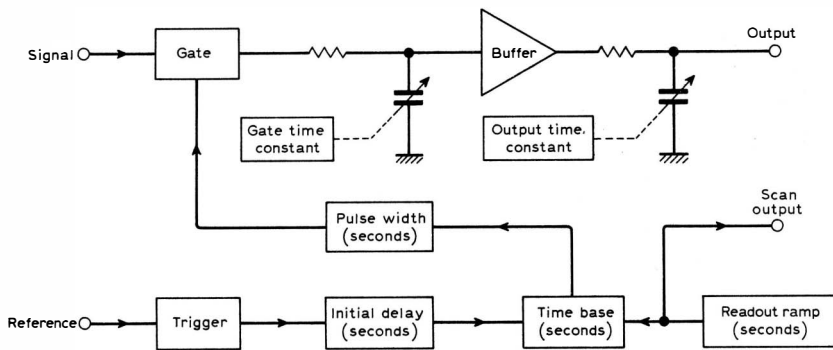 Signal
Gate
Buffer
Output
Gate time
constant
Output time.
constant
Scan
output
Pulse width
(seconds)
Reference
Trigger
Initial delay
(seconds)
Time base
(seconds)
Readout ramp
(seconds)